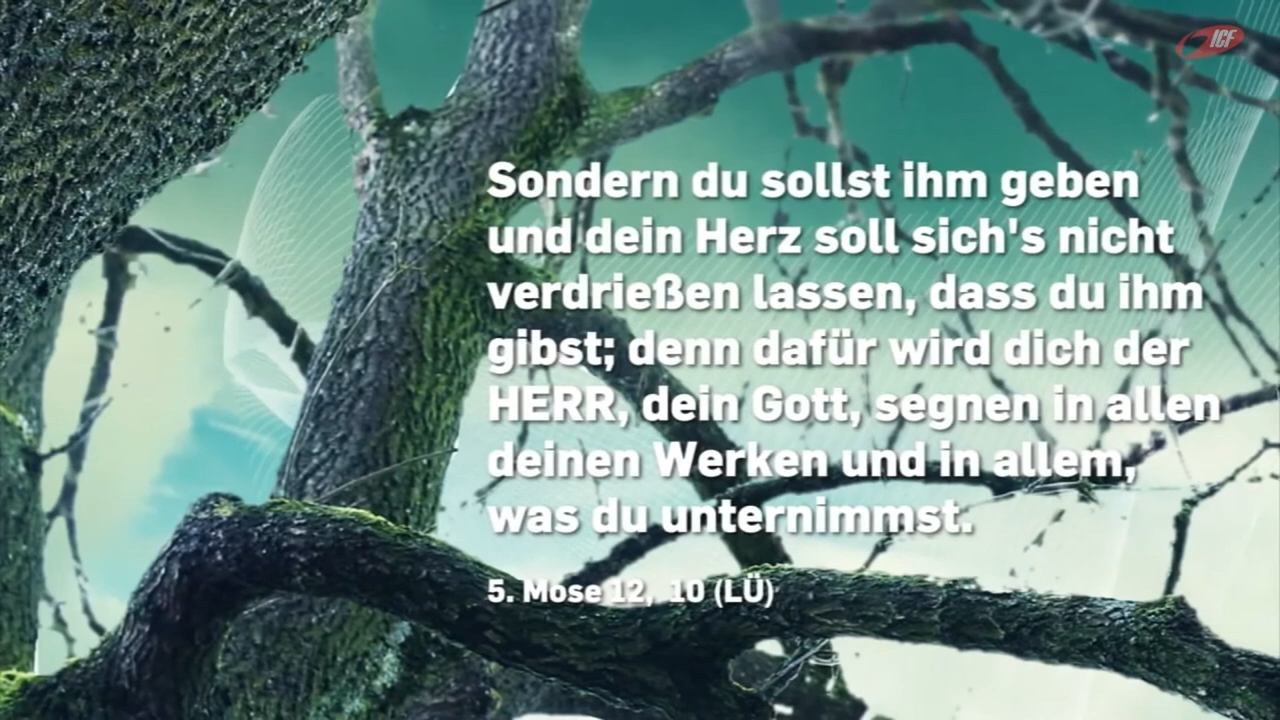 ICF
Sondern du sollst ihm geben
und dein Herz soll sich's nicht
verdrießen lassen, dass du ihm
gibst; denn dafür wird dich der
HERR, dein Gott, segnen in allen
deinen Werken und in allem,
was du unternimmst.
5. Mose 12, 10 (LÜ)